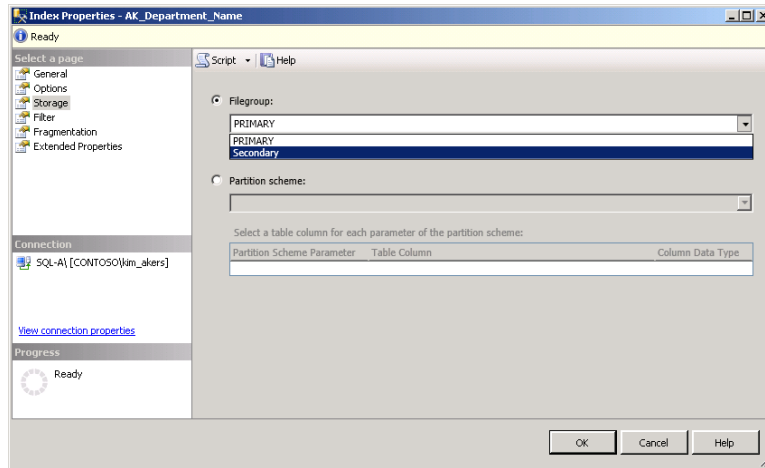 Index Properties - AK_Department_Name
Ready
Select a page
General
Options
Storage
Filter
Fragmentation
Extended Properties
Connection
SQL-A\ [CONTOSO\kim_akers]
View connection properties
Progress
Ready
Script
Help
Filegroup:
PRIMARY
PRIMARY
Secondary
Partition scheme:
Select a table column for each parameter of the partition scheme:
Partition Scheme Parameter Table Column Column Data Type
OK Cancel Help